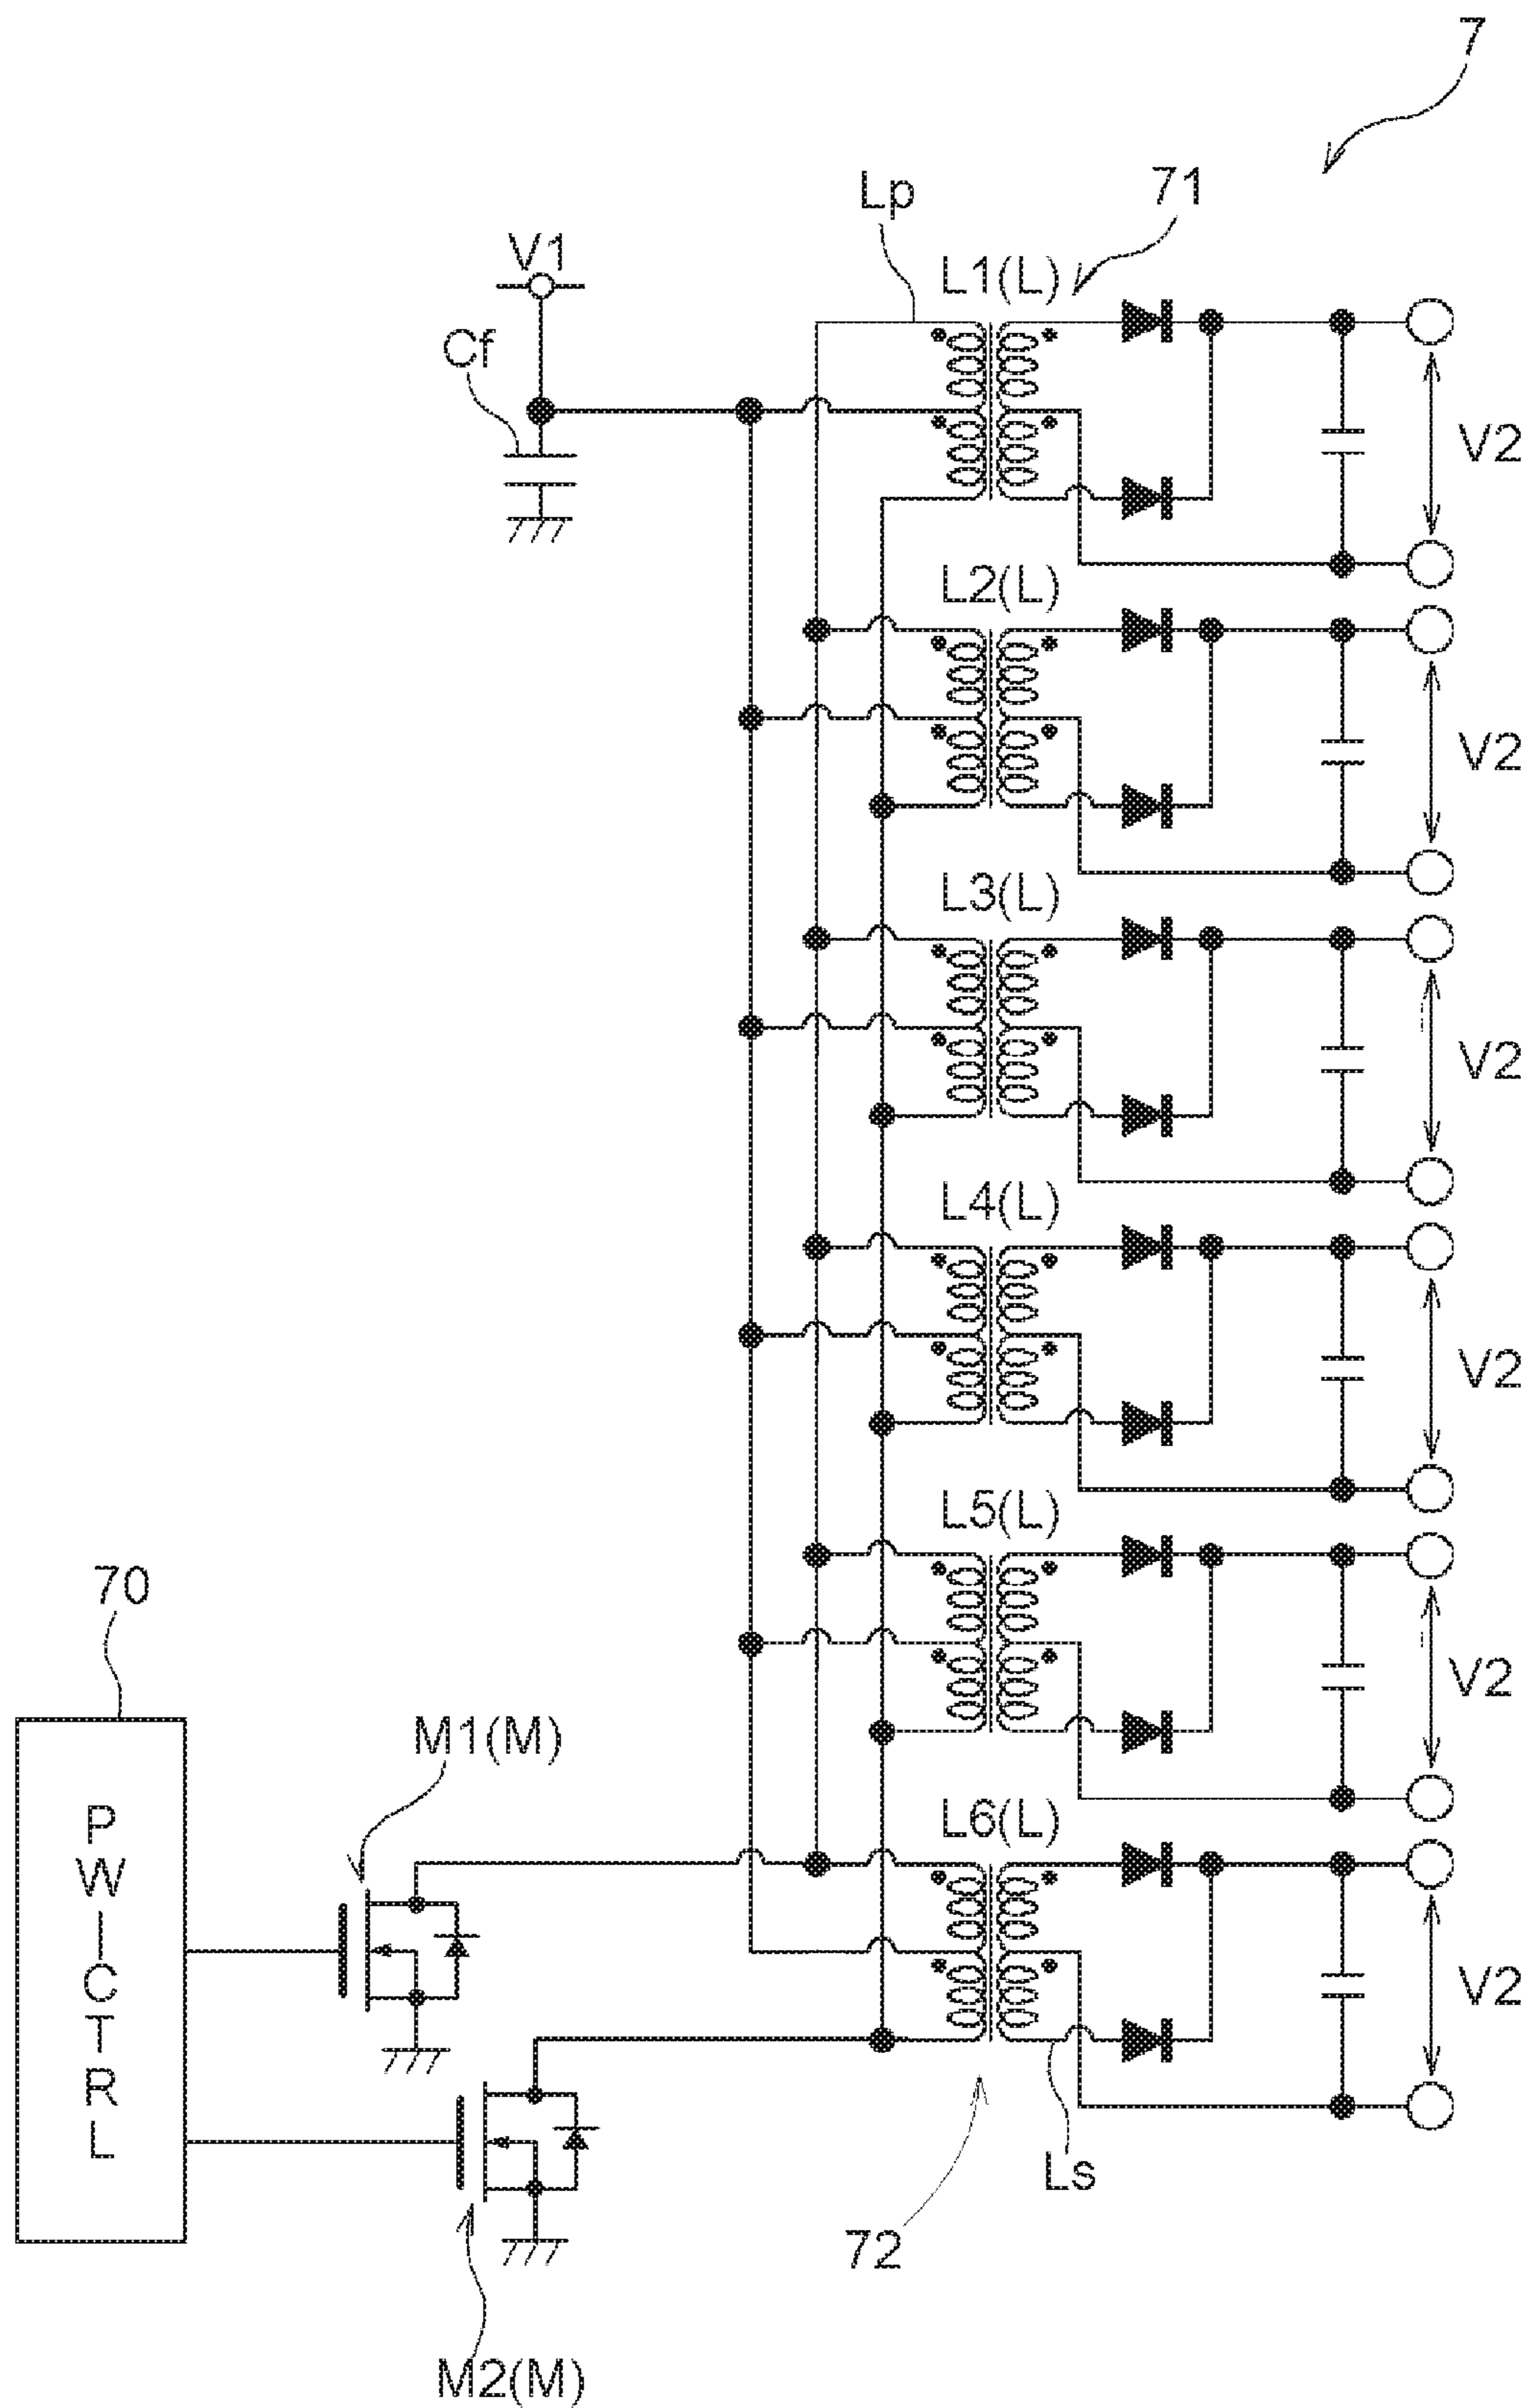 7
Lp
71
V1
L1(L)
Cf
V2
L2(L)
V2
L3(L)
V2
L4(L)
V2
L5(L)
70
V2
M1(M)
PWICTRL
L6(L)
V2
Ls
72
M2(M)